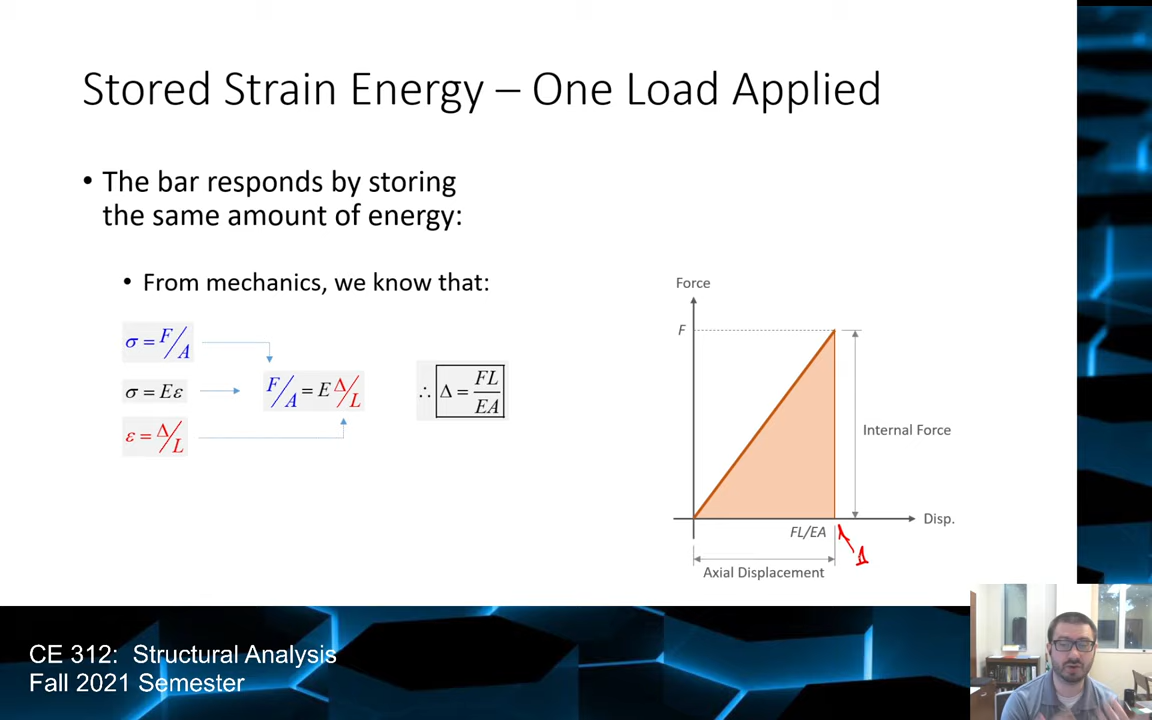 Stored Strain Energy – One Load Applied
• The bar responds by storing
the same amount of energy:
• From mechanics, we know that:
σ = F/A
σ = Eε
ε = Δ/L
F/A = E Δ/L
∴ Δ = FL/EA
Force
F
Internal Force
Disp.
FL/EA
Δ
Axial Displacement
CE 312: Structural Analysis
Fall 2021 Semester